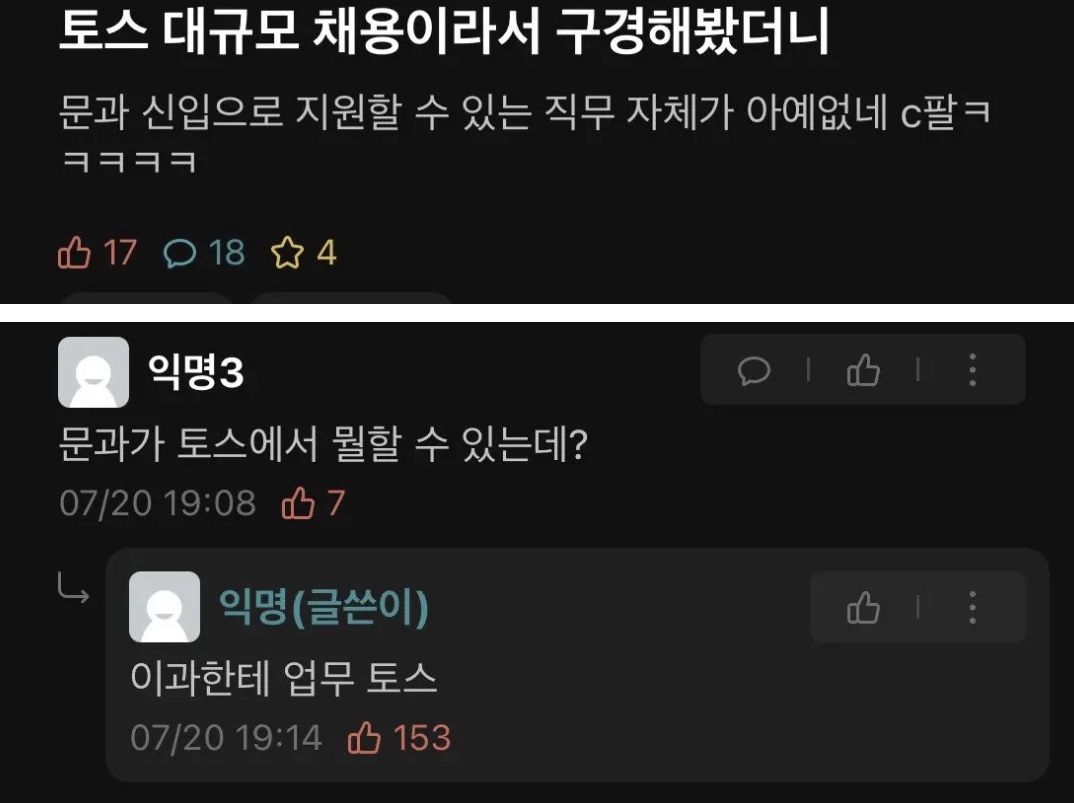 토스 대규모 채용이라서 구경해봤더니
문과 신입으로 지원할 수 있는 직무 자체가 아예없네 c팔ㅋ
ㅋㅋㅋㅋ
17 18 4
익명3
문과가 토스에서 뭘할 수 있는데?
07/20 19:08 7
익명(글쓴이)
이과한테 업무 토스
07/20 19:14 153